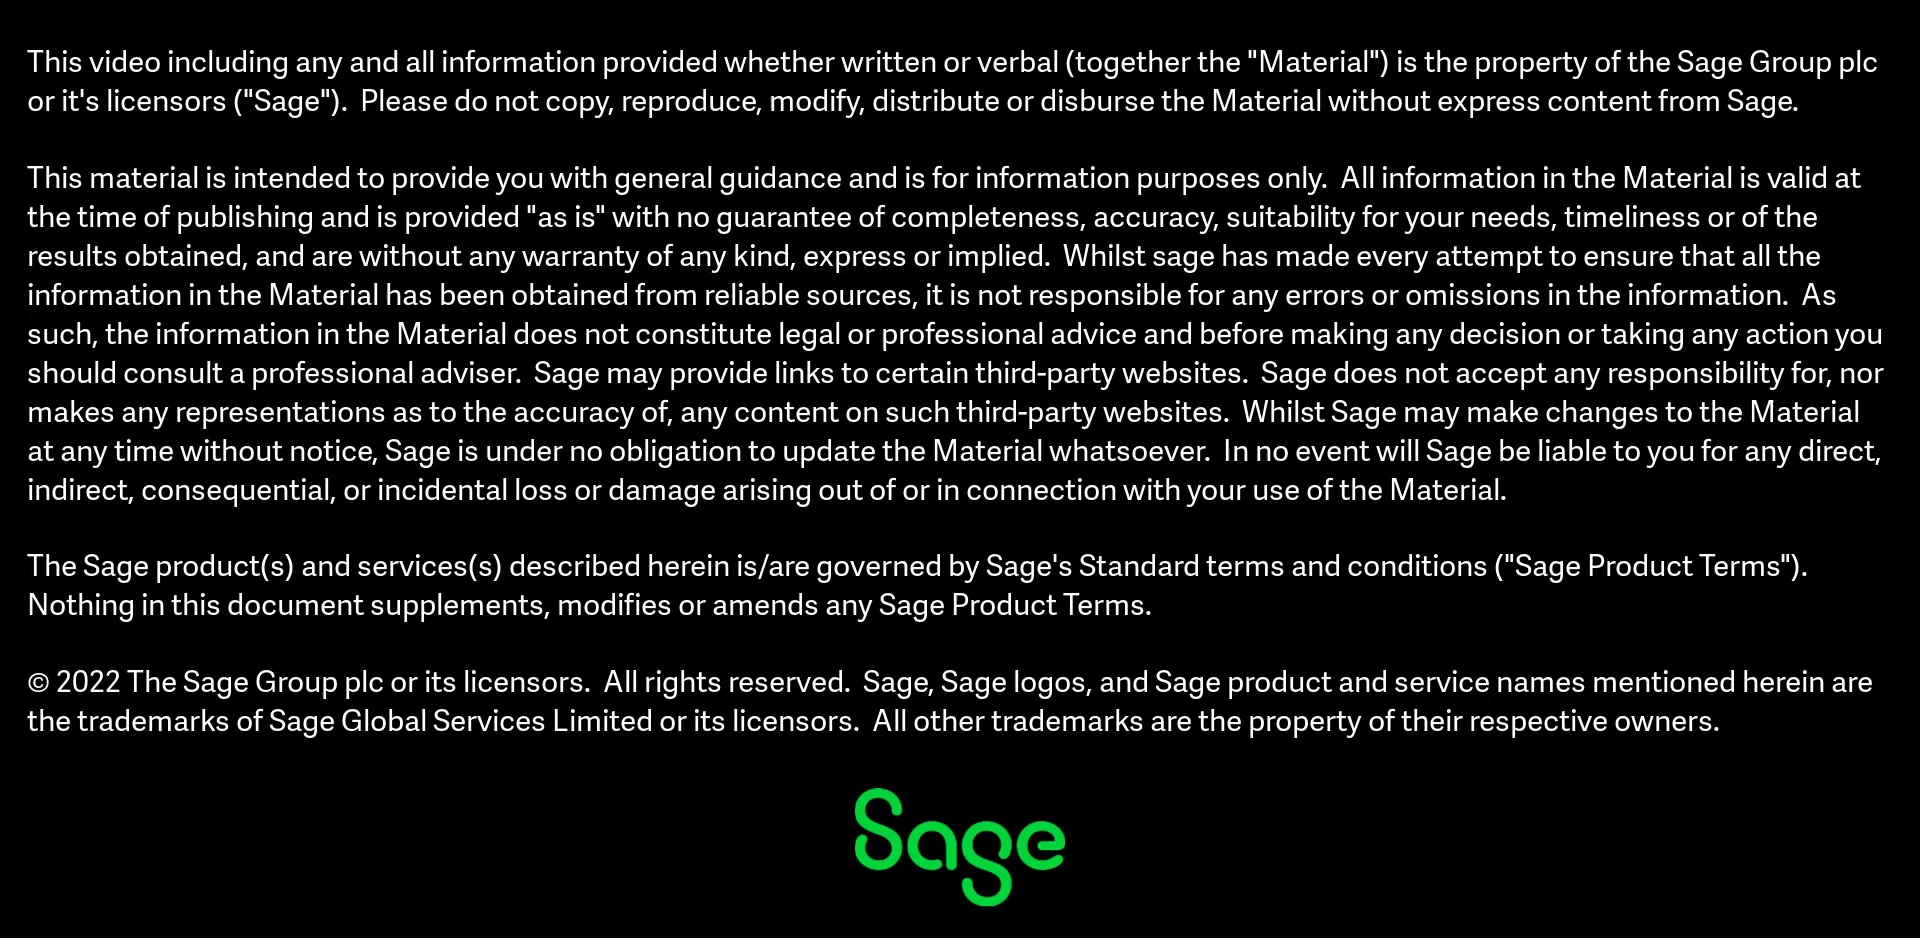 This video including any and all information provided whether written or verbal (together the "Material") is the property of the Sage Group plc
or it's licensors ("Sage").  Please do not copy, reproduce, modify, distribute or disburse the Material without express content from Sage.
This material is intended to provide you with general guidance and is for information purposes only.  All information in the Material is valid at
the time of publishing and is provided "as is" with no guarantee of completeness, accuracy, suitability for your needs, timeliness or of the
results obtained, and are without any warranty of any kind, express or implied.  Whilst sage has made every attempt to ensure that all the
information in the Material has been obtained from reliable sources, it is not responsible for any errors or omissions in the information.  As
such, the information in the Material does not constitute legal or professional advice and before making any decision or taking any action you
should consult a professional adviser.  Sage may provide links to certain third-party websites.  Sage does not accept any responsibility for, nor
makes any representations as to the accuracy of, any content on such third-party websites.  Whilst Sage may make changes to the Material
at any time without notice, Sage is under no obligation to update the Material whatsoever.  In no event will Sage be liable to you for any direct,
indirect, consequential, or incidental loss or damage arising out of or in connection with your use of the Material.
The Sage product(s) and services(s) described herein is/are governed by Sage's Standard terms and conditions ("Sage Product Terms").
Nothing in this document supplements, modifies or amends any Sage Product Terms.
© 2022 The Sage Group plc or its licensors.  All rights reserved.  Sage, Sage logos, and Sage product and service names mentioned herein are
the trademarks of Sage Global Services Limited or its licensors.  All other trademarks are the property of their respective owners.
Sage